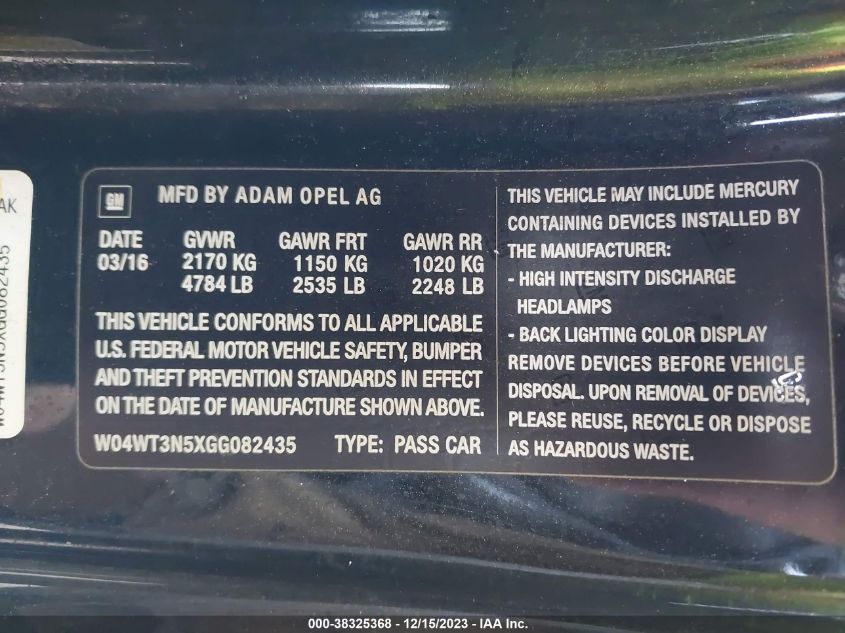 AK
W04WT3N5XGG082435
GM
MFD BY ADAM OPEL AG
DATE GVWR GAWR FRT GAWR RR
03/16 2170 KG 1150 KG 1020 KG
4784 LB 2535 LB 2248 LB
THIS VEHICLE CONFORMS TO ALL APPLICABLE
U.S. FEDERAL MOTOR VEHICLE SAFETY, BUMPER
AND THEFT PREVENTION STANDARDS IN EFFECT
ON THE DATE OF MANUFACTURE SHOWN ABOVE.
W04WT3N5XGG082435 TYPE: PASS CAR
THIS VEHICLE MAY INCLUDE MERCURY
CONTAINING DEVICES INSTALLED BY
THE MANUFACTURER:
- HIGH INTENSITY DISCHARGE
HEADLAMPS
- BACK LIGHTING COLOR DISPLAY
REMOVE DEVICES BEFORE VEHICLE
DISPOSAL. UPON REMOVAL OF DEVICES,
PLEASE REUSE, RECYCLE OR DISPOSE
AS HAZARDOUS WASTE.
000-38325368 - 12/15/2023 - IAA Inc.